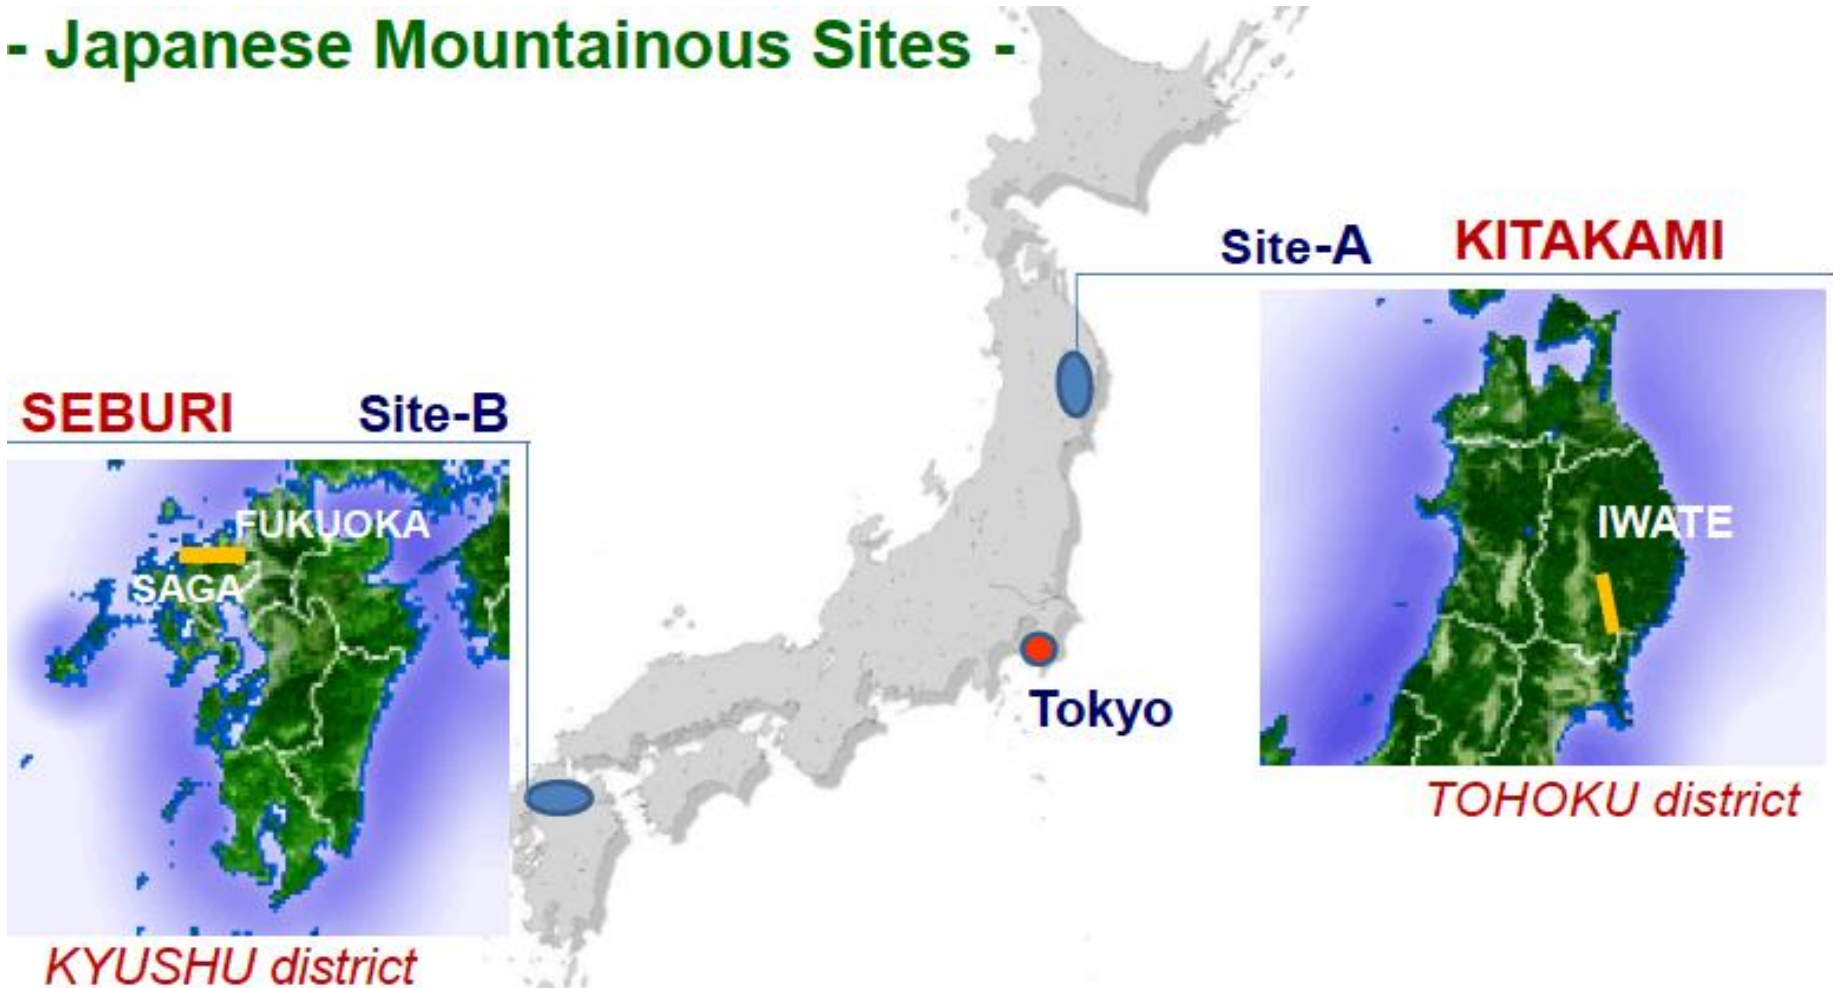 - Japanese Mountainous Sites -
Site-A KITAKAMI
IWATE
TOHOKU district
SEBURI Site-B
FUKUOKA
SAGA
KYUSHU district
Tokyo